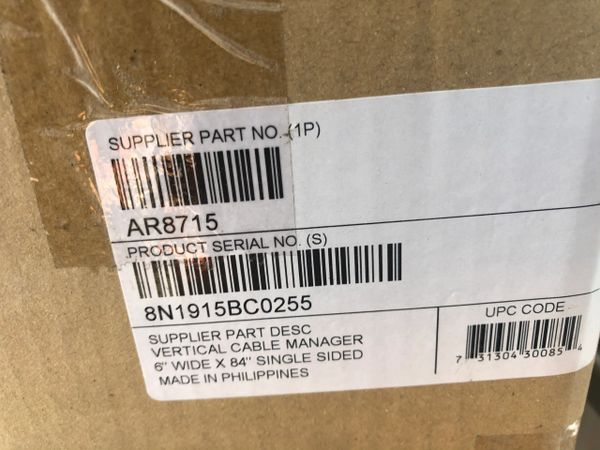 SUPPLIER PART NO. (1P)
AR8715
PRODUCT SERIAL NO. (S)
8N1915BC0255
SUPPLIER PART DESC
VERTICAL CABLE MANAGER
6" WIDE X 84" SINGLE SIDED
MADE IN PHILIPPINES
UPC CODE
7 31304 30085 4